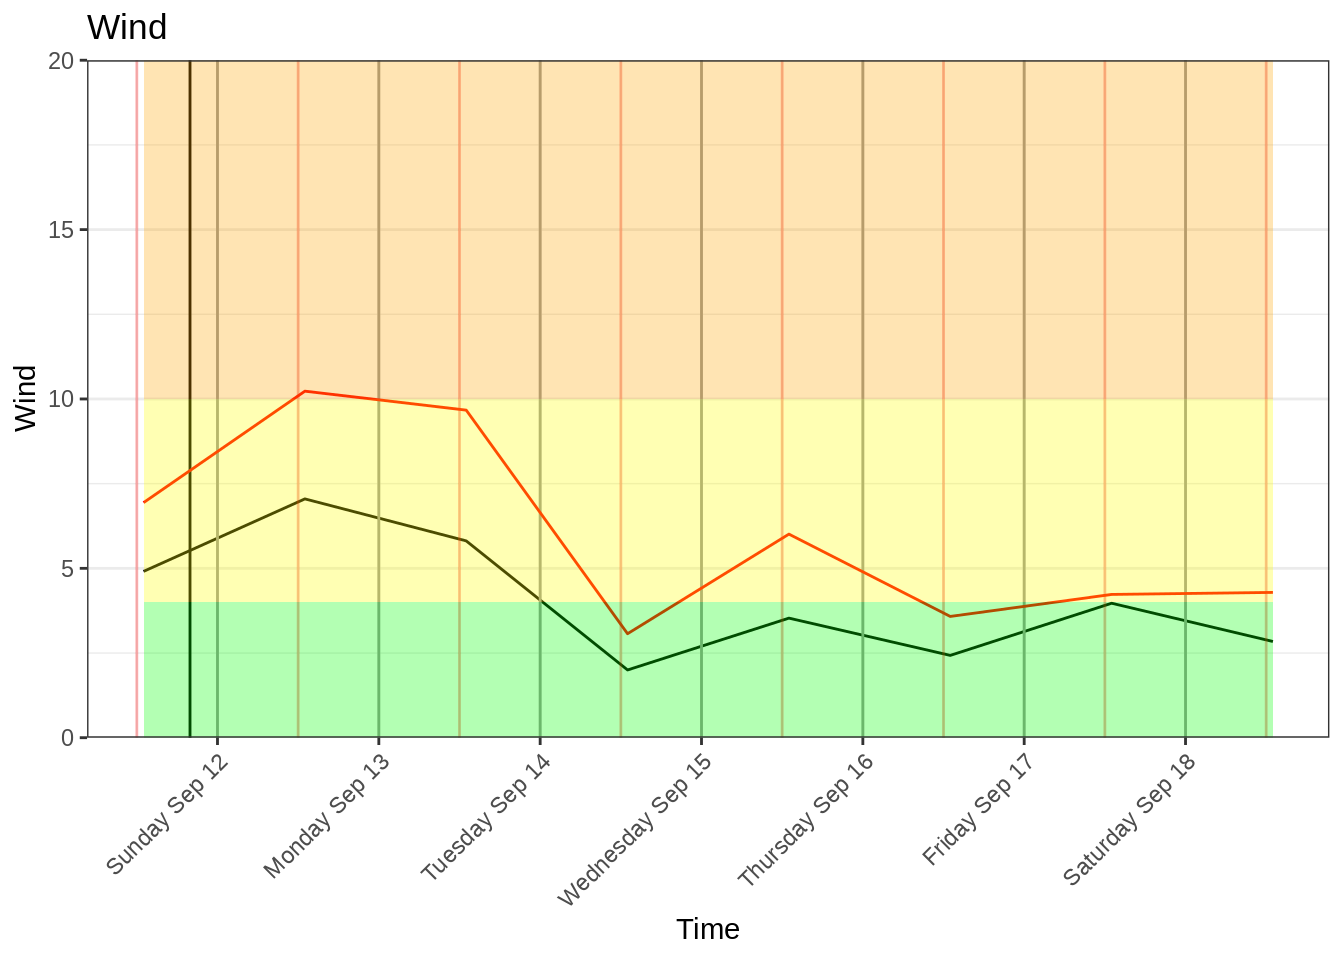 Wind
20
15
10
5
0
Wind
Sunday Sep 12
Monday Sep 13
Tuesday Sep 14
Wednesday Sep 15
Thursday Sep 16
Friday Sep 17
Saturday Sep 18
Time